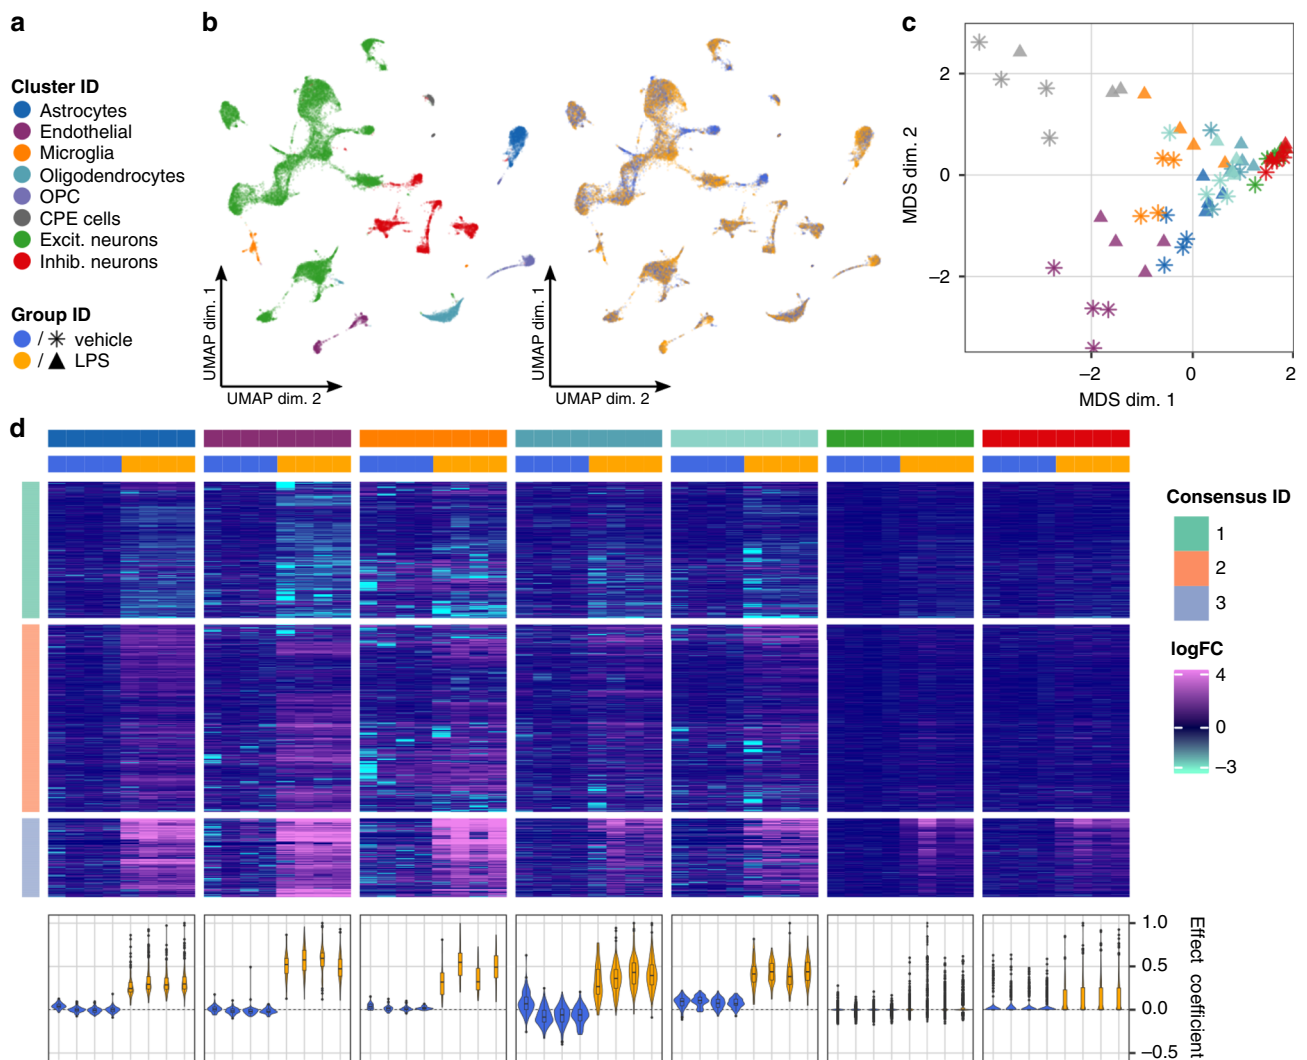 a
b
c
Cluster ID
Astrocytes
Endothelial
Microglia
Oligodendrocytes
OPC
CPE cells
Excit. neurons
Inhib. neurons
Group ID
/ vehicle
/ LPS
UMAP dim. 1
UMAP dim. 2
UMAP dim. 1
UMAP dim. 2
MDS dim. 2
2
0
−2
−2
0
2
MDS dim. 1
d
Consensus ID
1
2
3
logFC
4
0
−3
1.0
0.5
0.0
−0.5
Effect coefficient